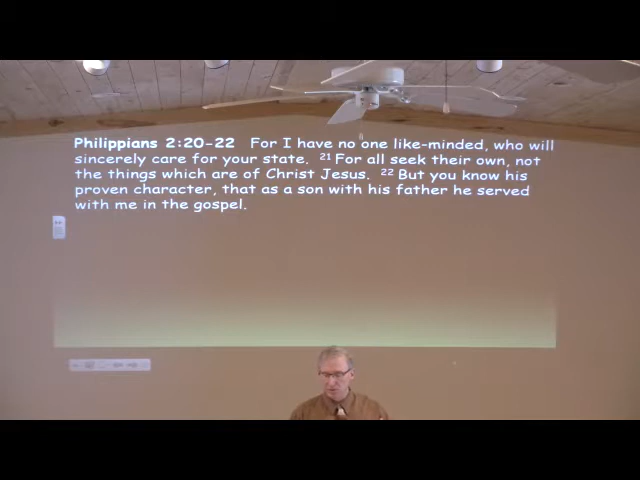 Philippians 2:20-22 For I have no one like-minded, who will
sincerely care for your state. 21 For all seek their own, not
the things which are of Christ Jesus. 22 But you know his
proven character, that as a son with his father he served
with me in the gospel.